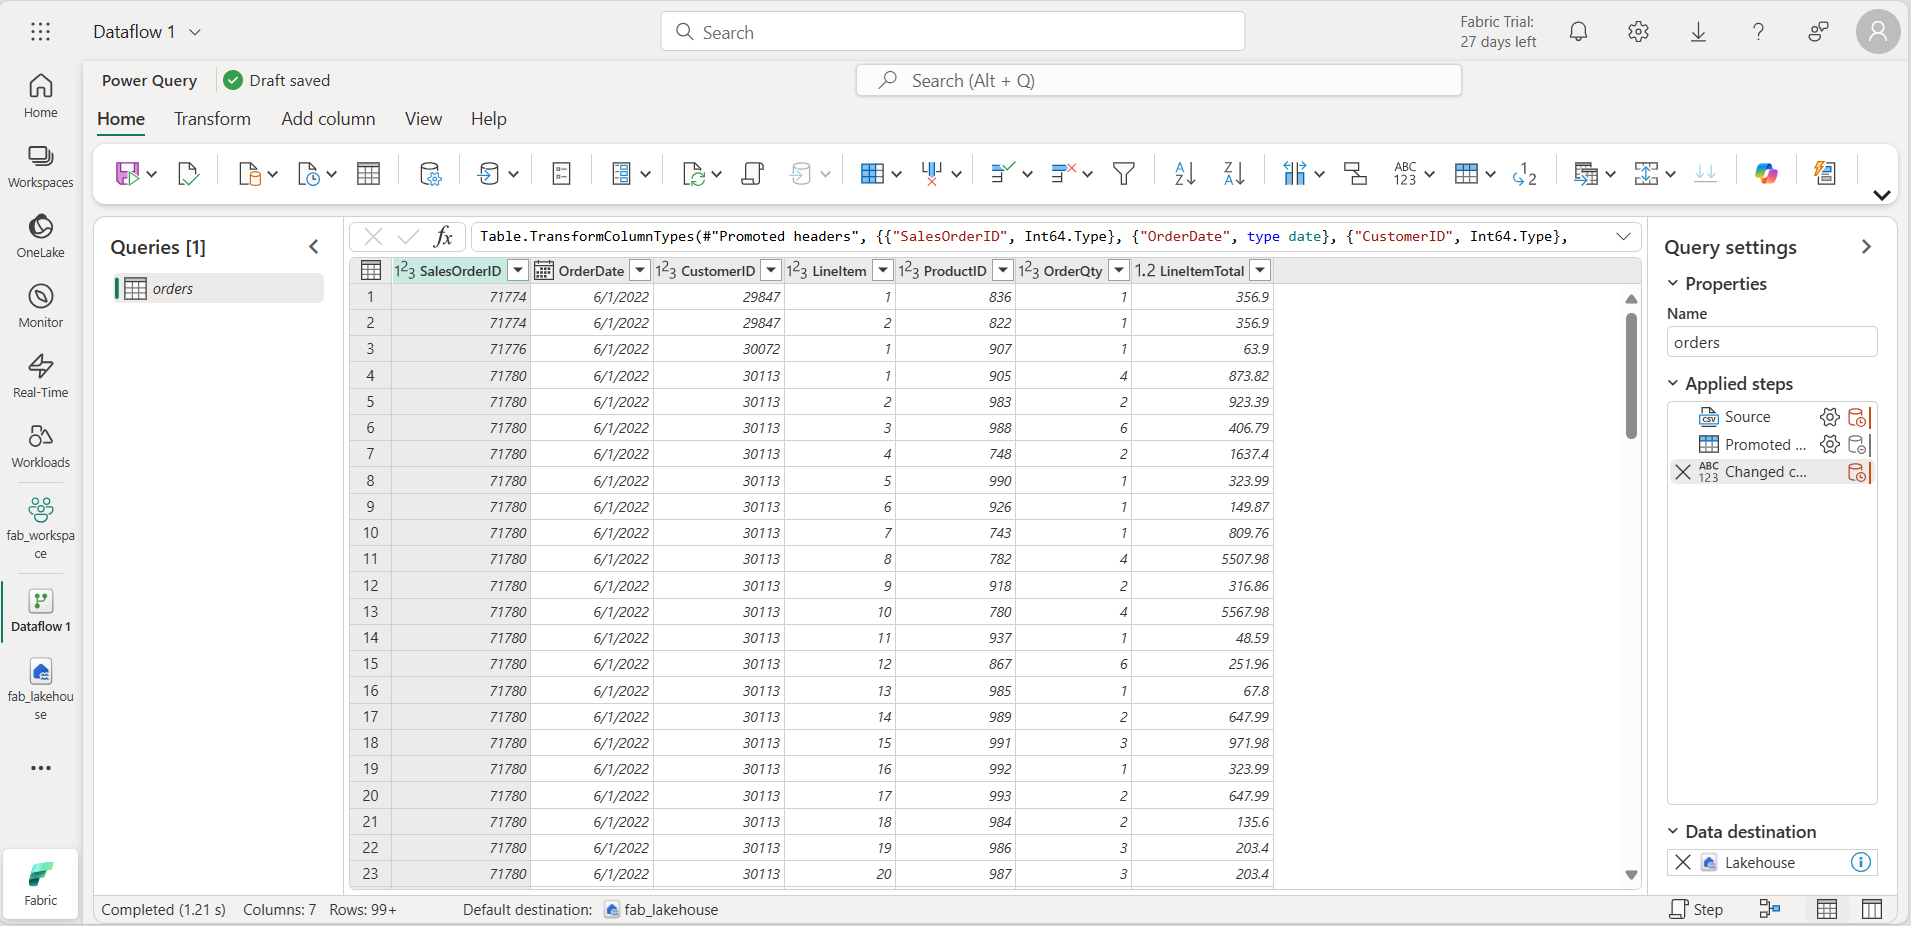 Dataflow 1
Search
Fabric Trial:
27 days left
Power Query
Draft saved
Search (Alt + Q)
Home
Transform
Add column
View
Help
Home
Workspaces
OneLake
Monitor
Real-Time
Workloads
fab_workspa
ce
Dataflow 1
fab_lakehou
se
Fabric
Queries [1]
orders
fx Table.TransformColumnTypes(#"Promoted headers", {{"SalesOrderID", Int64.Type}, {"OrderDate", type date}, {"CustomerID", Int64.Type},
1²3 SalesOrderID OrderDate 1²3 CustomerID 1²3 LineItem 1²3 ProductID 1²3 OrderQty 1.2 LineItemTotal
1 71774 6/1/2022 29847 1 836 1 356.9
2 71774 6/1/2022 29847 2 822 1 356.9
3 71776 6/1/2022 30072 1 907 1 63.9
4 71780 6/1/2022 30113 1 905 4 873.82
5 71780 6/1/2022 30113 2 983 2 923.39
6 71780 6/1/2022 30113 3 988 6 406.79
7 71780 6/1/2022 30113 4 748 2 1637.4
8 71780 6/1/2022 30113 5 990 1 323.99
9 71780 6/1/2022 30113 6 926 1 149.87
10 71780 6/1/2022 30113 7 743 1 809.76
11 71780 6/1/2022 30113 8 782 4 5507.98
12 71780 6/1/2022 30113 9 918 2 316.86
13 71780 6/1/2022 30113 10 780 4 5567.98
14 71780 6/1/2022 30113 11 937 1 48.59
15 71780 6/1/2022 30113 12 867 6 251.96
16 71780 6/1/2022 30113 13 985 1 67.8
17 71780 6/1/2022 30113 14 989 2 647.99
18 71780 6/1/2022 30113 15 991 3 971.98
19 71780 6/1/2022 30113 16 992 1 323.99
20 71780 6/1/2022 30113 17 993 2 647.99
21 71780 6/1/2022 30113 18 984 2 135.6
22 71780 6/1/2022 30113 19 986 3 203.4
23 71780 6/1/2022 30113 20 987 3 203.4
Query settings
Properties
Name
orders
Applied steps
CSV Source
Promoted ...
ABC
123 Changed c...
Data destination
Lakehouse
Completed (1.21 s) Columns: 7 Rows: 99+ Default destination: fab_lakehouse
Step